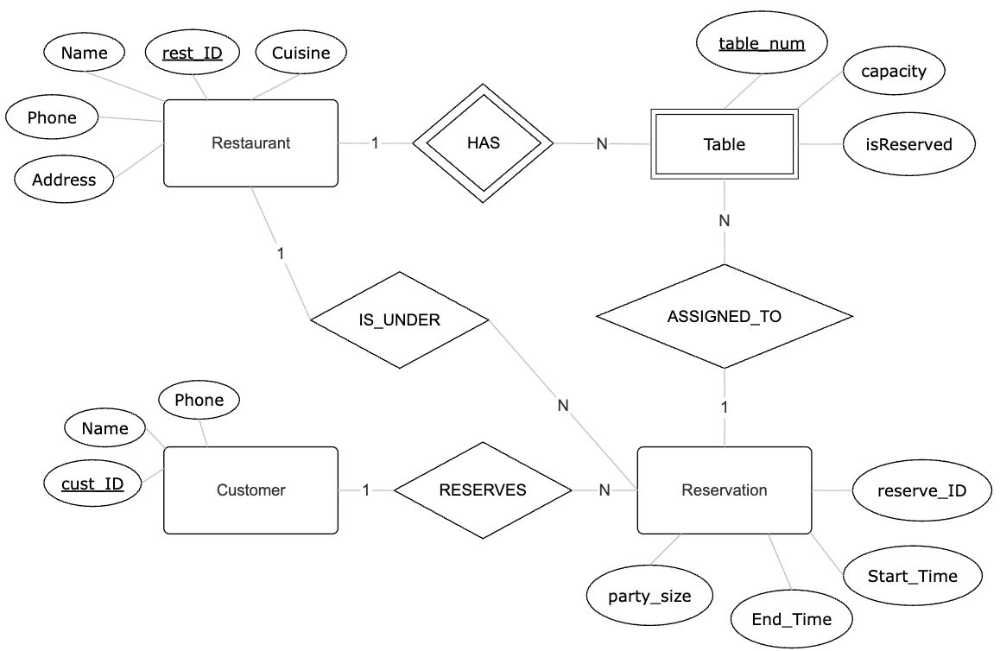 table_num
Name
rest_ID
Cuisine
capacity
Phone
Restaurant
1
HAS
N
Table
isReserved
Address
N
1
IS_UNDER
ASSIGNED_TO
Phone
N
1
Name
cust_ID
Customer
1
RESERVES
N
Reservation
reserve_ID
Start_Time
party_size
End_Time